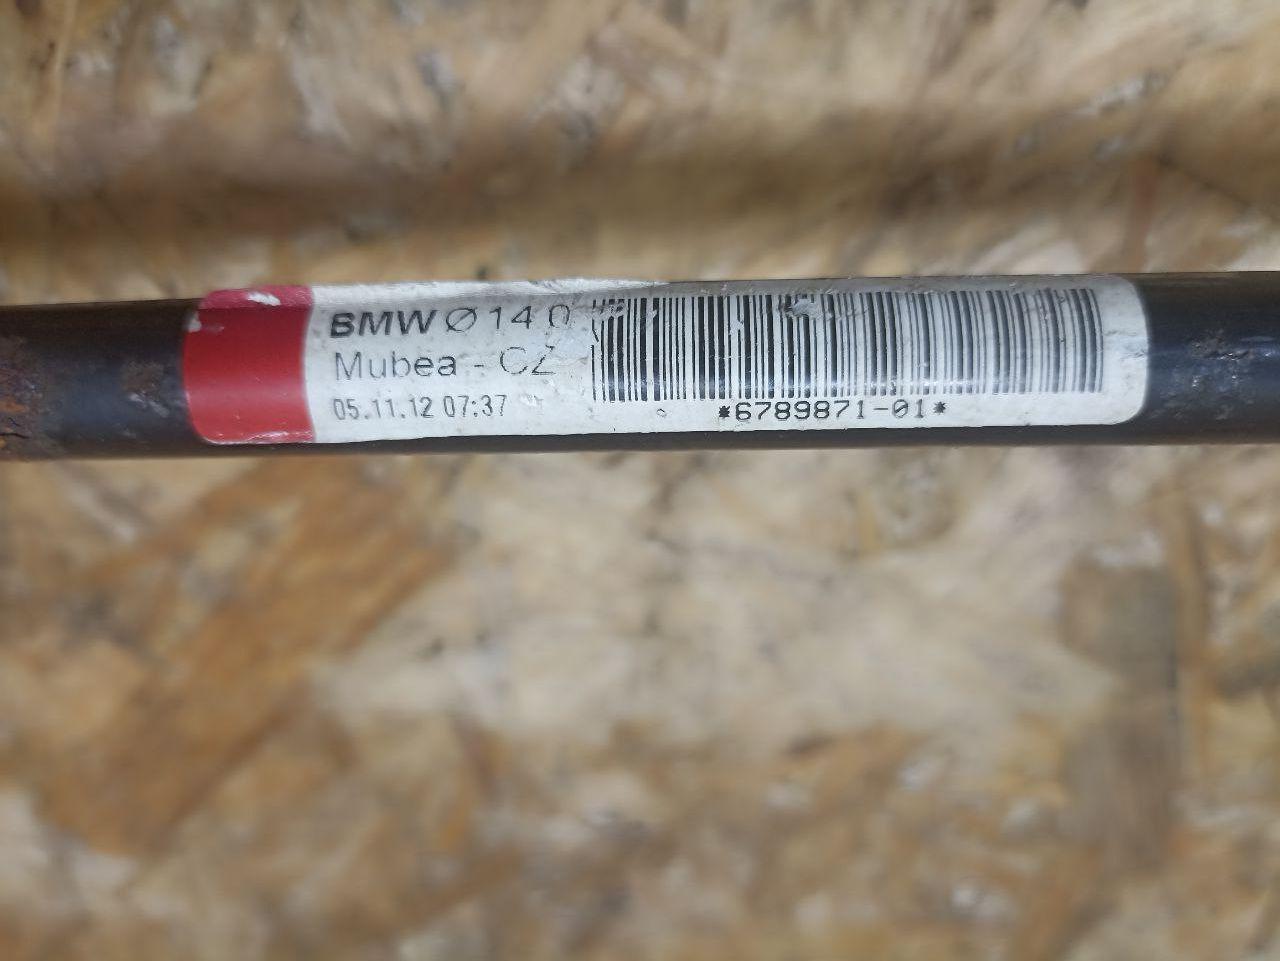 BMW Ø 14 0
Mubea - CZ
05.11.12 07:37
*6789871-01*